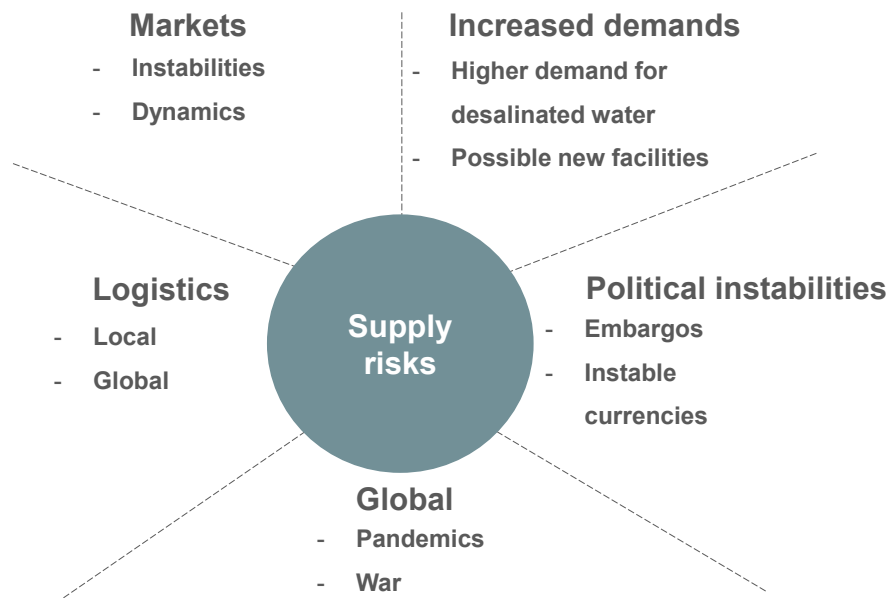 Markets
- Instabilities
- Dynamics
Increased demands
- Higher demand for
desalinated water
- Possible new facilities
Logistics
- Local
- Global
Supply
risks
Political instabilities
- Embargos
- Instable
currencies
Global
- Pandemics
- War